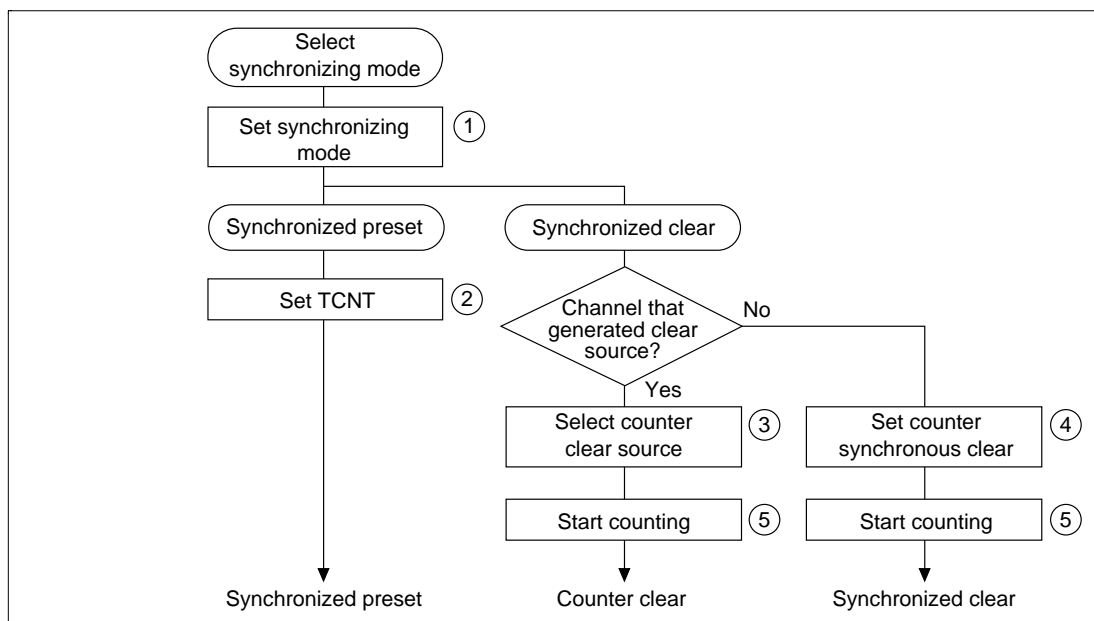 Select
synchronizing mode
Set synchronizing
mode
1
Synchronized preset
Synchronized clear
Set TCNT
2
Channel that
generated clear
source?
No
Yes
Select counter
clear source
3
Set counter
synchronous clear
4
Start counting
5
Start counting
5
Synchronized preset
Counter clear
Synchronized clear